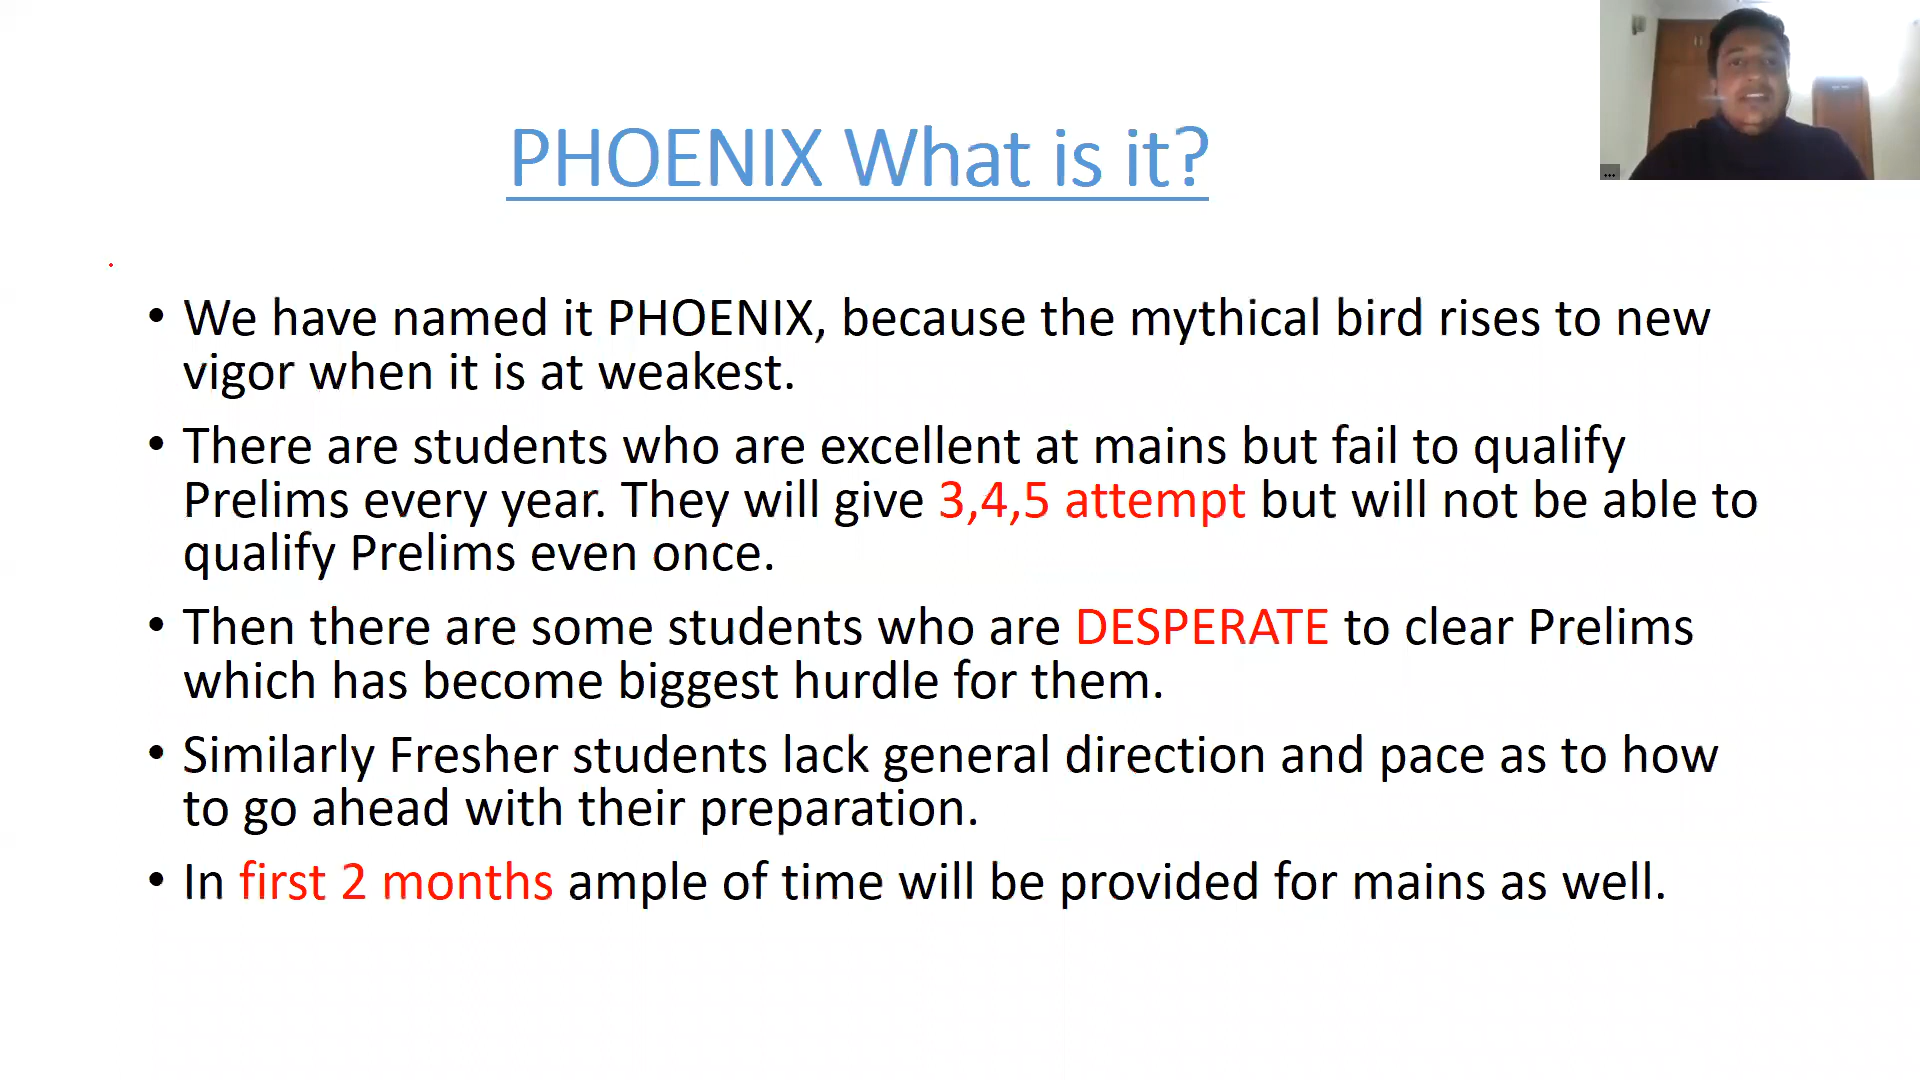 PHOENIX What is it?
• We have named it PHOENIX, because the mythical bird rises to new
vigor when it is at weakest.
• There are students who are excellent at mains but fail to qualify
Prelims every year. They will give 3,4,5 attempt but will not be able to
qualify Prelims even once.
• Then there are some students who are DESPERATE to clear Prelims
which has become biggest hurdle for them.
• Similarly Fresher students lack general direction and pace as to how
to go ahead with their preparation.
• In first 2 months ample of time will be provided for mains as well.